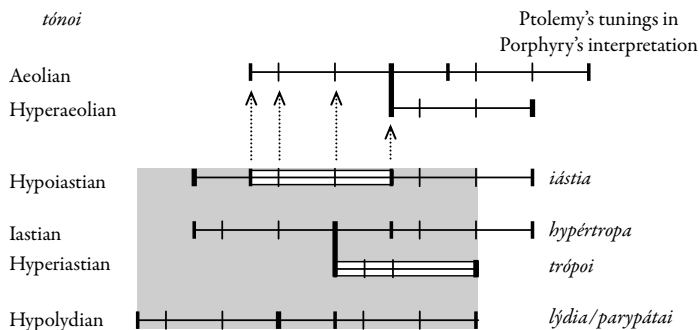 tónoi
Ptolemy’s tunings in
Porphyry’s interpretation
Aeolian
Hyperaeolian
Hypoiastian iástia
Iastian hypértropa
Hyperiastian trópoi
Hypolydian lýdia/parypátai